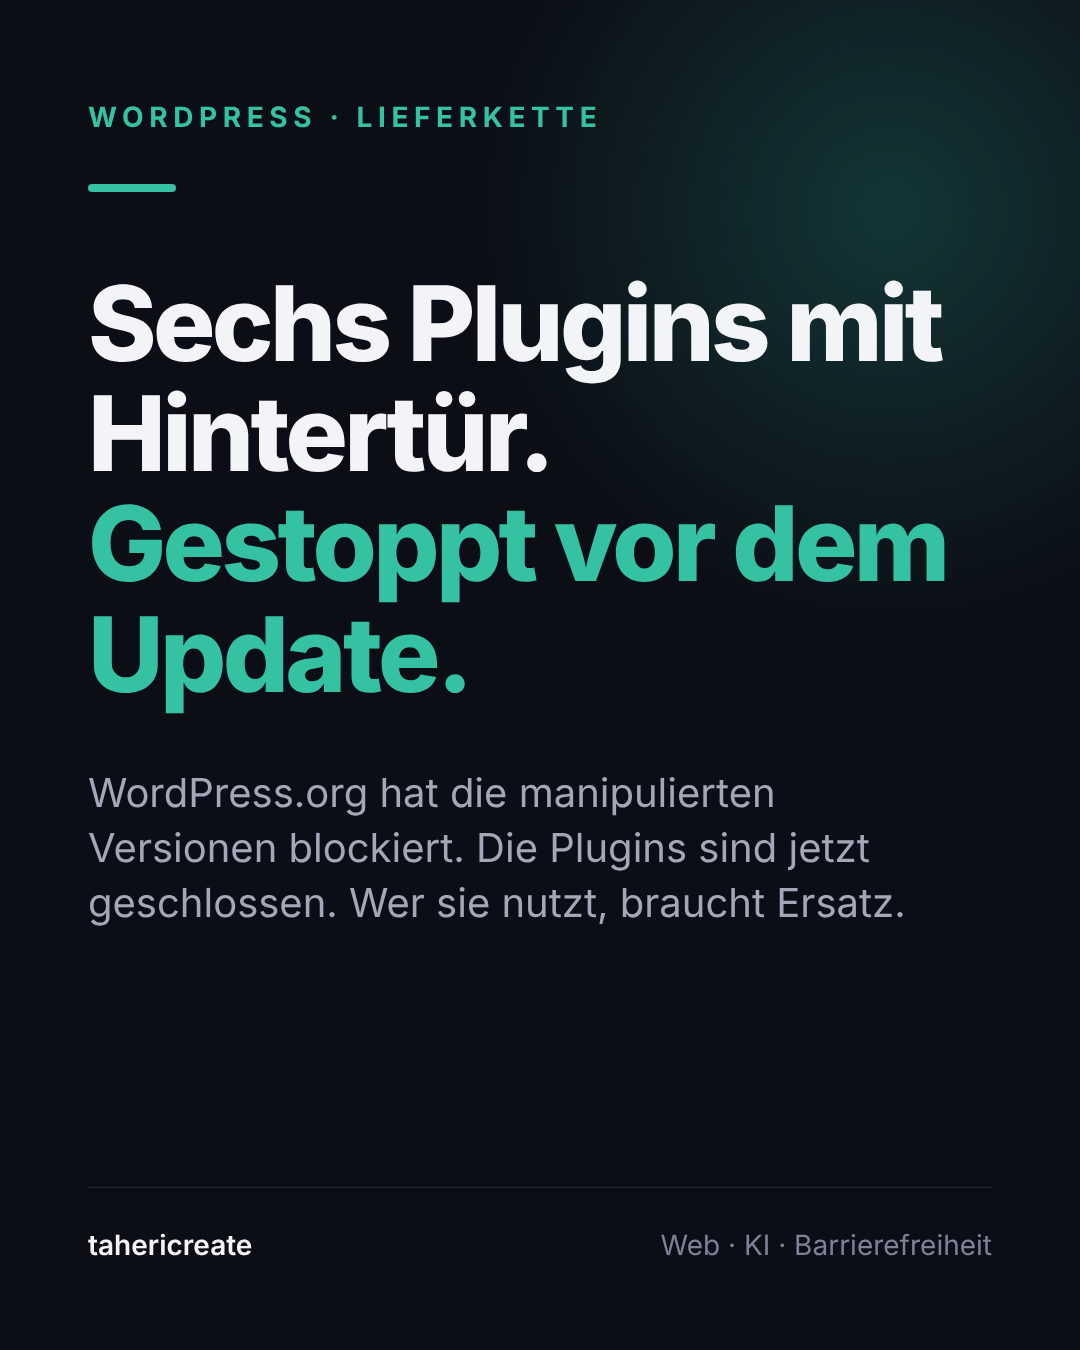 WORDPRESS · LIEFERKETTE
Sechs Plugins mit
Hintertür.
Gestoppt vor dem
Update.
WordPress.org hat die manipulierten
Versionen blockiert. Die Plugins sind jetzt
geschlossen. Wer sie nutzt, braucht Ersatz.
tahericreate
Web · KI · Barrierefreiheit